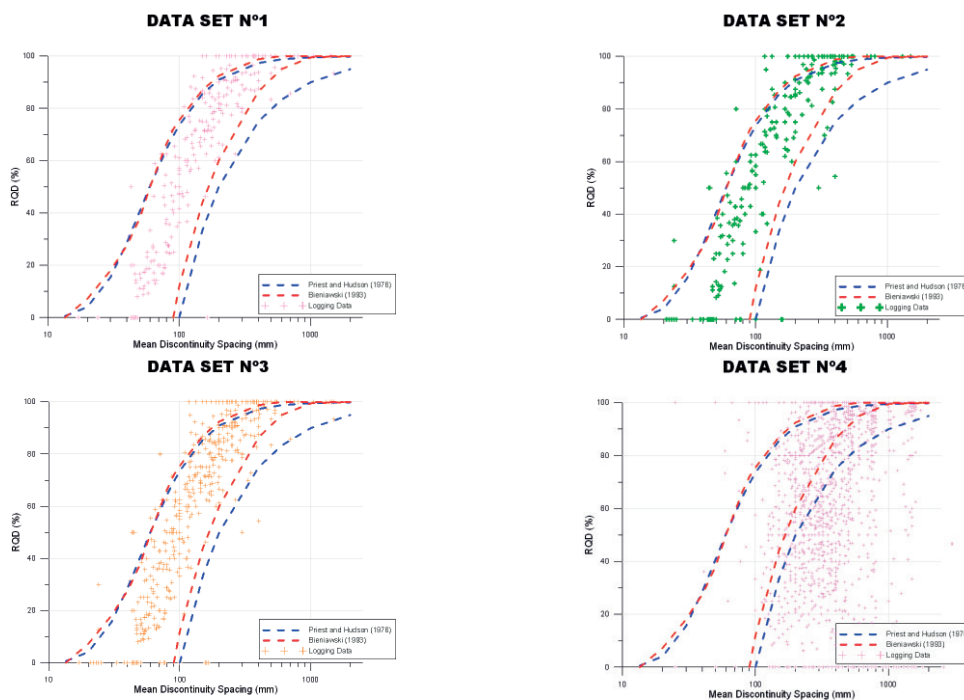 DATA SET Nº1
100
80
60
40
20
0
RQD (%)
10
100
1000
Mean Discontinuity Spacing (mm)
Priest and Hudson (1976)
Bieniawski (1993)
Logging Data
DATA SET Nº2
100
80
60
40
20
0
RQD (%)
10
100
1000
Mean Discontinuity Spacing (mm)
Priest and Hudson (1976
Bieniawski (1993)
Logging Data
DATA SET Nº3
100
80
60
40
20
0
RQD (%)
10
100
1000
Mean Discontinuity Spacing (mm)
Priest and Hudson (1976)
Bieniawski (1993)
Logging Data
DATA SET Nº4
100
80
60
40
20
0
RQD (%)
10
100
1000
Mean Discontinuity Spacing (mm)
Priest and Hudson (1976
Bieniawski (1993)
Logging Data